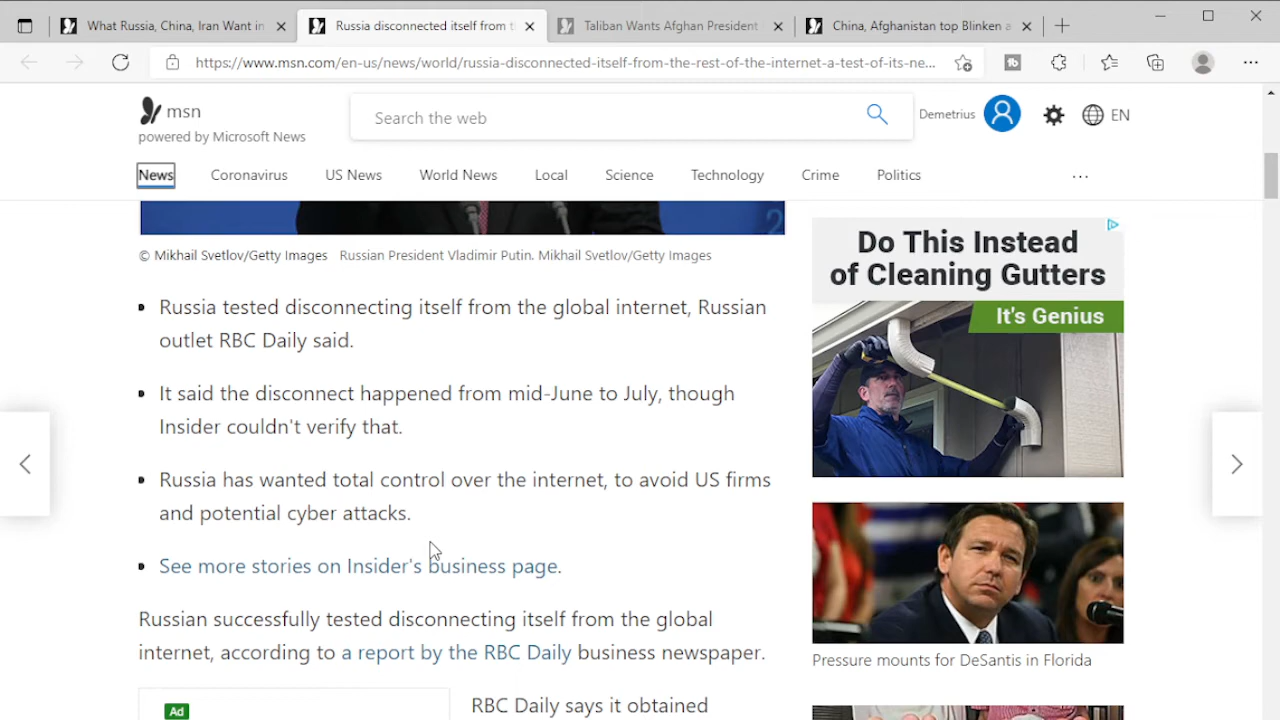 What Russia, China, Iran Want in
Russia disconnected itself from t
Taliban Wants Afghan President
China, Afghanistan top Blinken a
https://www.msn.com/en-us/news/world/russia-disconnected-itself-from-the-rest-of-the-internet-a-test-of-its-ne...
msn
powered by Microsoft News
Search the web
Demetrius
EN
News
Coronavirus
US News
World News
Local
Science
Technology
Crime
Politics
...
© Mikhail Svetlov/Getty Images Russian President Vladimir Putin. Mikhail Svetlov/Getty Images
Russia tested disconnecting itself from the global internet, Russian
outlet RBC Daily said.
It said the disconnect happened from mid-June to July, though
Insider couldn't verify that.
Russia has wanted total control over the internet, to avoid US firms
and potential cyber attacks.
See more stories on Insider's business page.
Russian successfully tested disconnecting itself from the global
internet, according to a report by the RBC Daily business newspaper.
Ad
RBC Daily says it obtained
Do This Instead
of Cleaning Gutters
It's Genius
Pressure mounts for DeSantis in Florida